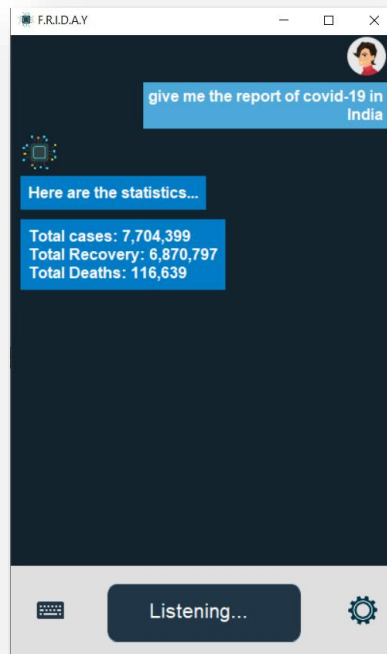 F.R.I.D.A.Y
give me the report of covid-19 in
India
Here are the statistics...
Total cases: 7,704,399
Total Recovery: 6,870,797
Total Deaths: 116,639
Listening...